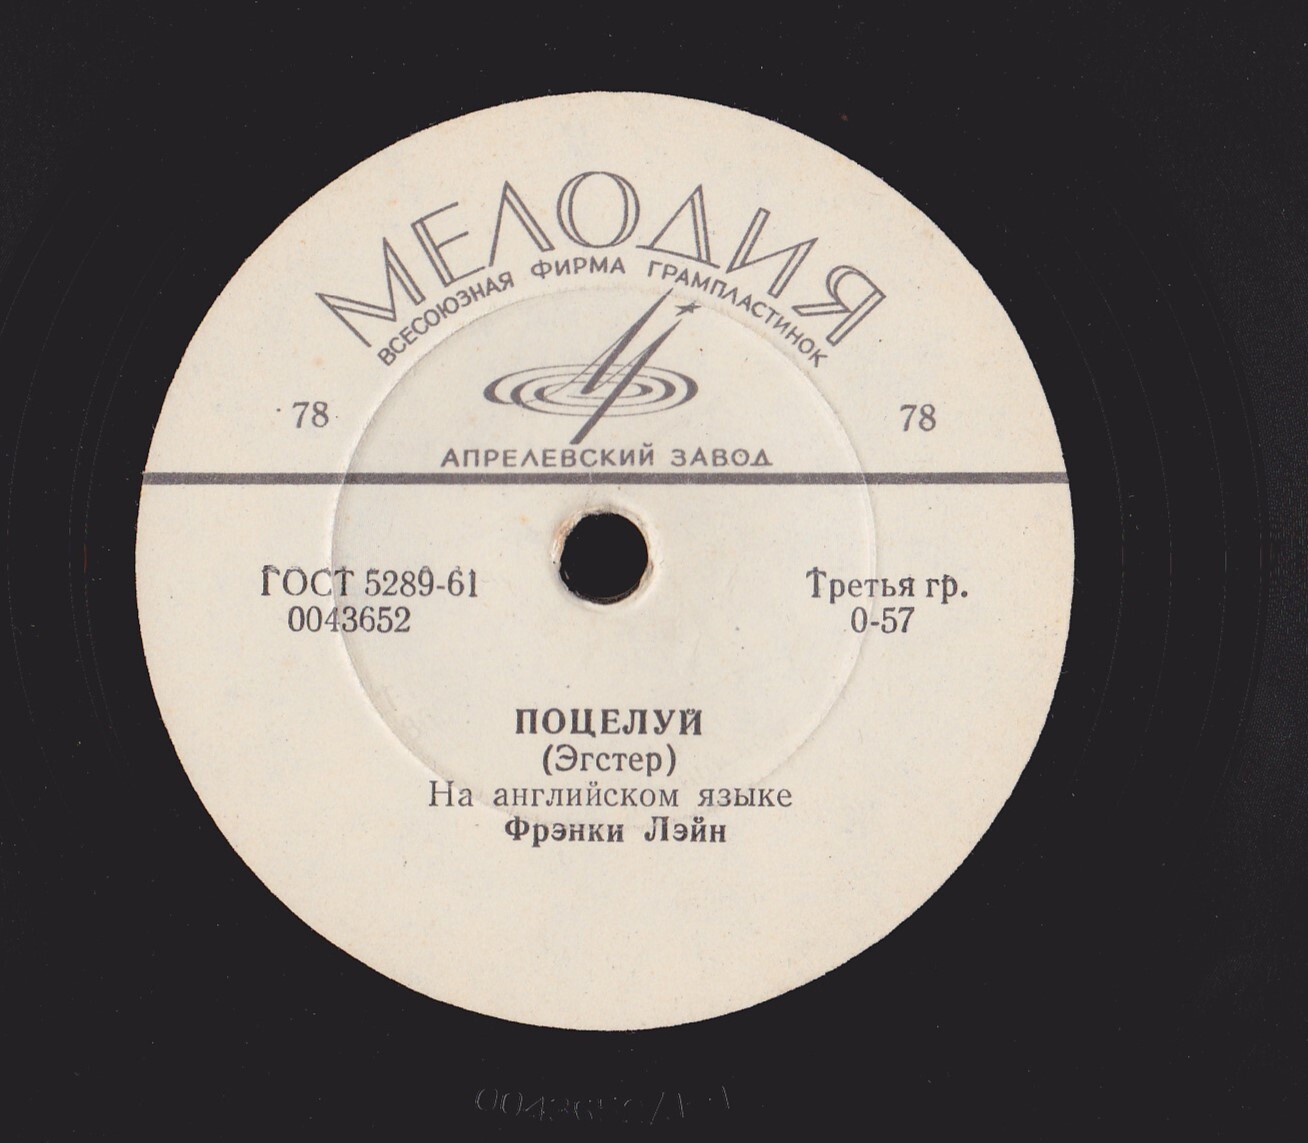 МЕЛОДИЯ
ВСЕСОЮЗНАЯ ФИРМА ГРАМПЛАСТИНОК
78 78
АПРЕЛЕВСКИЙ ЗАВОД
ГОСТ 5289-61 Третья гр.
0043652 0-57
ПОЦЕЛУЙ
(Эгстер)
На английском языке
Фрэнки Лэйн